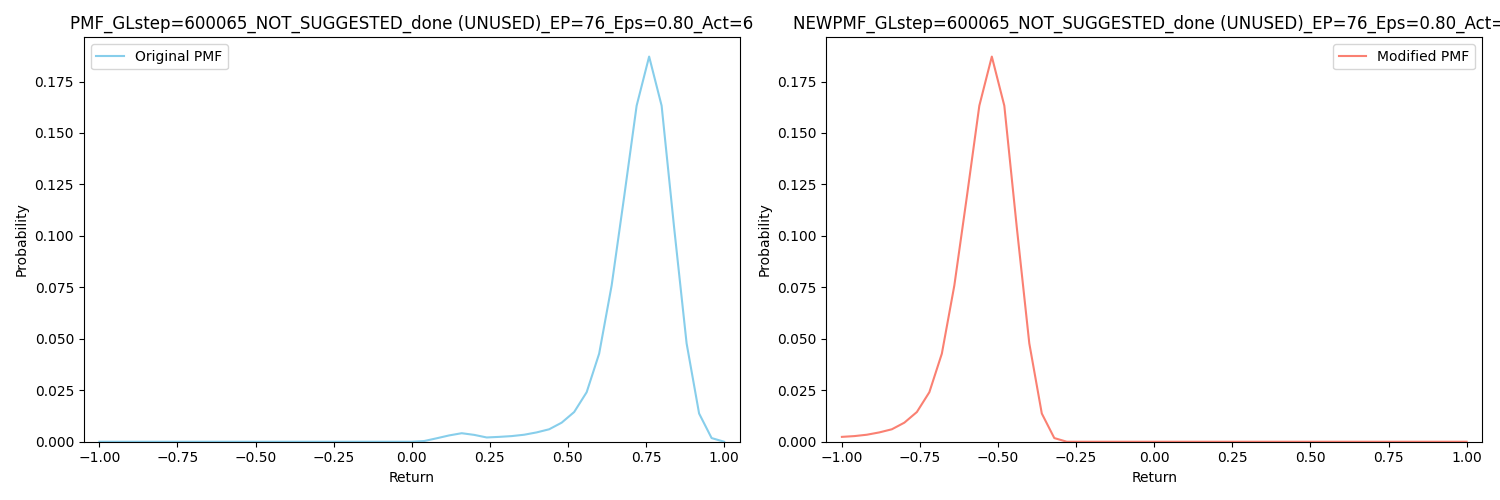 PMF_GLstep=600065_NOT_SUGGESTED_done (UNUSED)_EP=76_Eps=0.80_Act=6
Original PMF
0.175
0.150
0.125
0.100
0.075
0.050
0.025
0.000
Probability
−1.00 −0.75 −0.50 −0.25 0.00 0.25 0.50 0.75 1.00
Return
NEWPMF_GLstep=600065_NOT_SUGGESTED_done (UNUSED)_EP=76_Eps=0.80_Act=
Modified PMF
0.175
0.150
0.125
0.100
0.075
0.050
0.025
0.000
Probability
−1.00 −0.75 −0.50 −0.25 0.00 0.25 0.50 0.75 1.00
Return